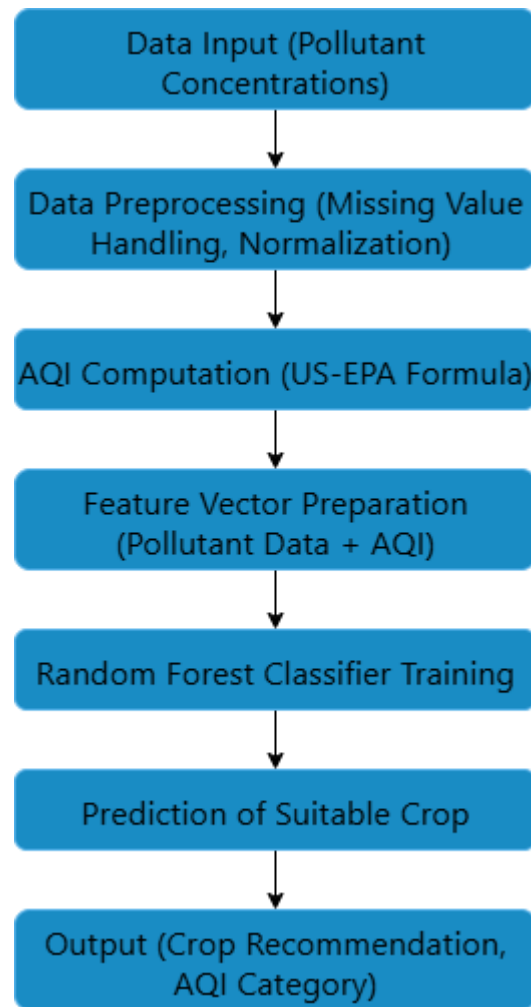 Data Input (Pollutant
Concentrations)
Data Preprocessing (Missing Value
Handling, Normalization)
AQI Computation (US-EPA Formula)
Feature Vector Preparation
(Pollutant Data + AQI)
Random Forest Classifier Training
Prediction of Suitable Crop
Output (Crop Recommendation,
AQI Category)